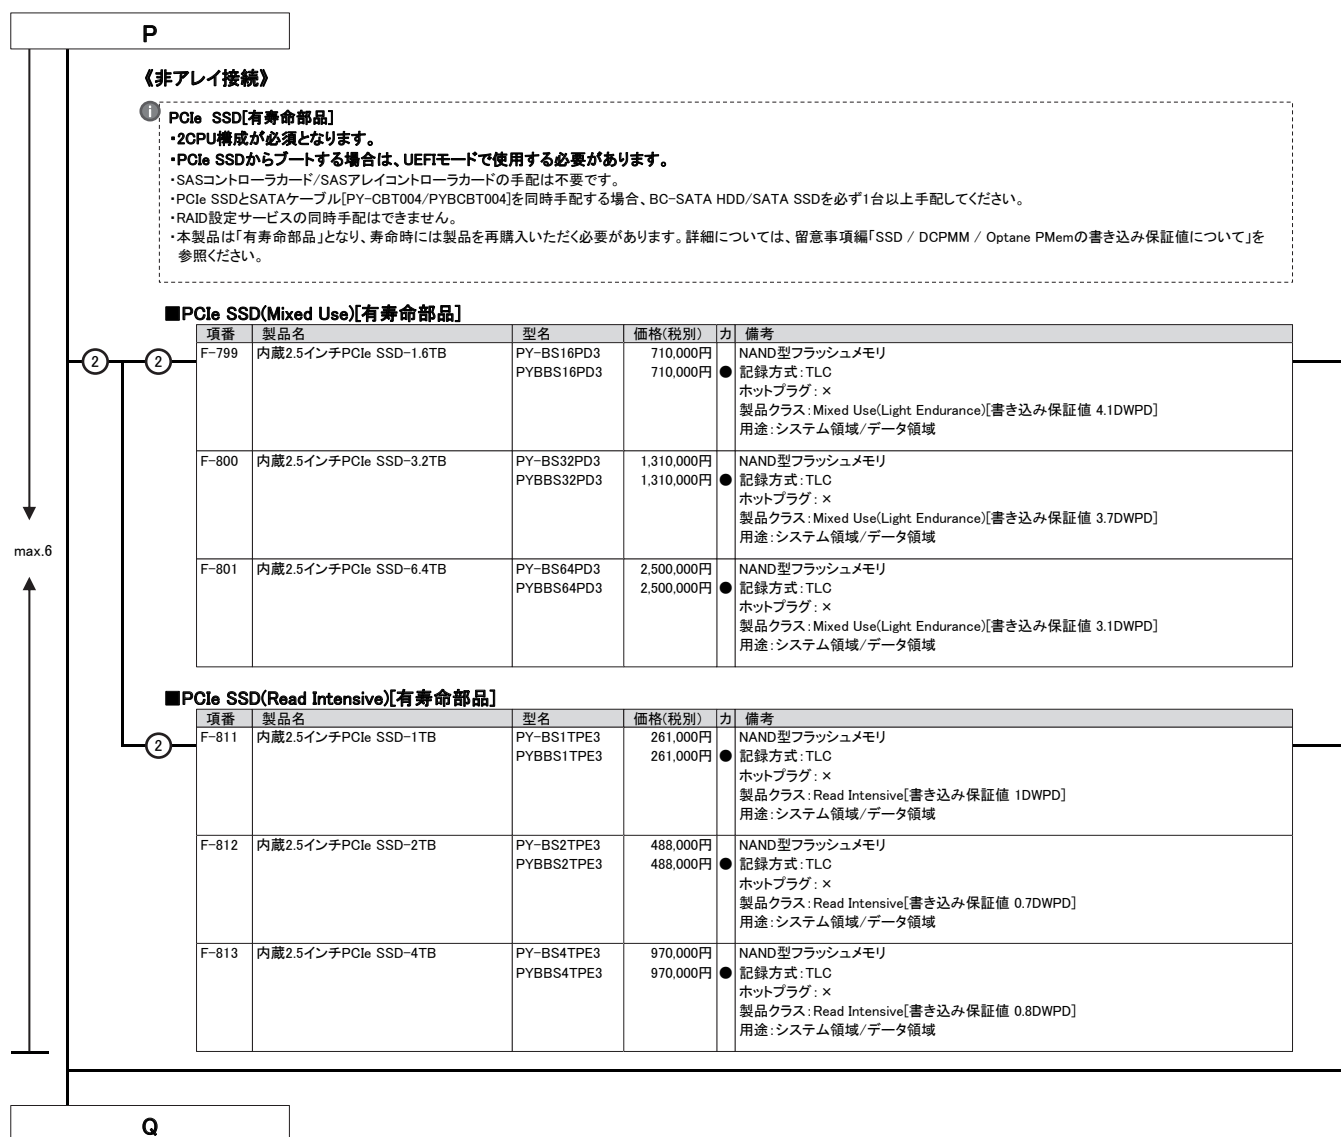 P
《非アレイ接続》
i
PCIe SSD[有寿命部品]
・2CPU構成が必須となります。
・PCIe SSDからブートする場合は、UEFIモードで使用する必要があります。
・SASコントローラカード/SASアレイコントローラカードの手配は不要です。
・PCIe SSDとSATAケーブル[PY-CBT004/PYBCBT004]を同時手配する場合、BC-SATA HDD/SATA SSDを必ず1台以上手配してください。
・RAID設定サービスの同時手配はできません。
・本製品は「有寿命部品」となり、寿命時には製品を再購入いただく必要があります。詳細については、留意事項編「SSD / DCPMM / Optane PMemの書き込み保証値について」を
参照ください。
■PCIe SSD(Mixed Use)[有寿命部品]
項番 製品名 型名 価格(税別) カ 備考
② ② F-799 内蔵2.5インチPCIe SSD-1.6TB PY-BS16PD3 710,000円 NAND型フラッシュメモリ
PYBBS16PD3 710,000円 ● 記録方式:TLC
ホットプラグ:×
製品クラス:Mixed Use(Light Endurance)[書き込み保証値 4.1DWPD]
用途:システム領域/データ領域
F-800 内蔵2.5インチPCIe SSD-3.2TB PY-BS32PD3 1,310,000円 NAND型フラッシュメモリ
PYBBS32PD3 1,310,000円 ● 記録方式:TLC
ホットプラグ:×
製品クラス:Mixed Use(Light Endurance)[書き込み保証値 3.7DWPD]
用途:システム領域/データ領域
max.6
F-801 内蔵2.5インチPCIe SSD-6.4TB PY-BS64PD3 2,500,000円 NAND型フラッシュメモリ
PYBBS64PD3 2,500,000円 ● 記録方式:TLC
ホットプラグ:×
製品クラス:Mixed Use(Light Endurance)[書き込み保証値 3.1DWPD]
用途:システム領域/データ領域
■PCIe SSD(Read Intensive)[有寿命部品]
項番 製品名 型名 価格(税別) カ 備考
② F-811 内蔵2.5インチPCIe SSD-1TB PY-BS1TPE3 261,000円 NAND型フラッシュメモリ
PYBBS1TPE3 261,000円 ● 記録方式:TLC
ホットプラグ:×
製品クラス:Read Intensive[書き込み保証値 1DWPD]
用途:システム領域/データ領域
F-812 内蔵2.5インチPCIe SSD-2TB PY-BS2TPE3 488,000円 NAND型フラッシュメモリ
PYBBS2TPE3 488,000円 ● 記録方式:TLC
ホットプラグ:×
製品クラス:Read Intensive[書き込み保証値 0.7DWPD]
用途:システム領域/データ領域
F-813 内蔵2.5インチPCIe SSD-4TB PY-BS4TPE3 970,000円 NAND型フラッシュメモリ
PYBBS4TPE3 970,000円 ● 記録方式:TLC
ホットプラグ:×
製品クラス:Read Intensive[書き込み保証値 0.8DWPD]
用途:システム領域/データ領域
Q